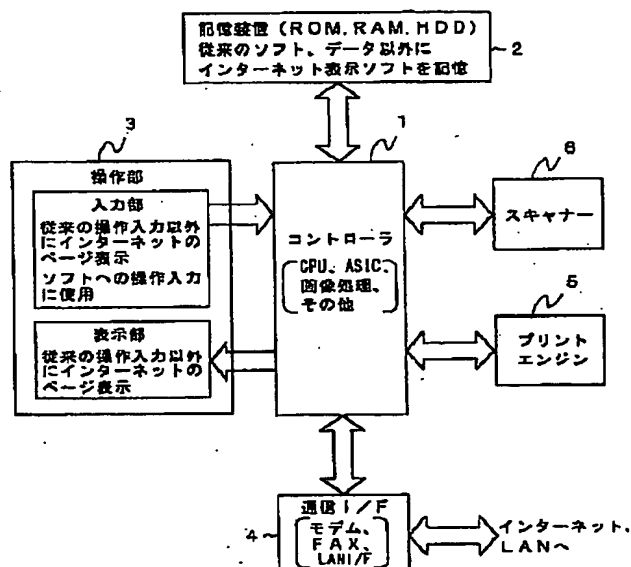 記憶装置(ROM.RAM.HDD)
従来のソフト、データ以外に
インターネット表示ソフトを記憶
2
3
操作部
入力部
従来の操作入力以外
にインターネットの
ページ表示
ソフトへの操作入力
に使用
表示部
従来の操作入力以外
にインターネットの
ページ表示
1
コントローラ
CPU、ASIC、
画像処理、
その他
6
スキャナー
5
プリント
エンジン
4
通信I/F
モデム、
FAX、
LANI/F
インターネット、
LANへ